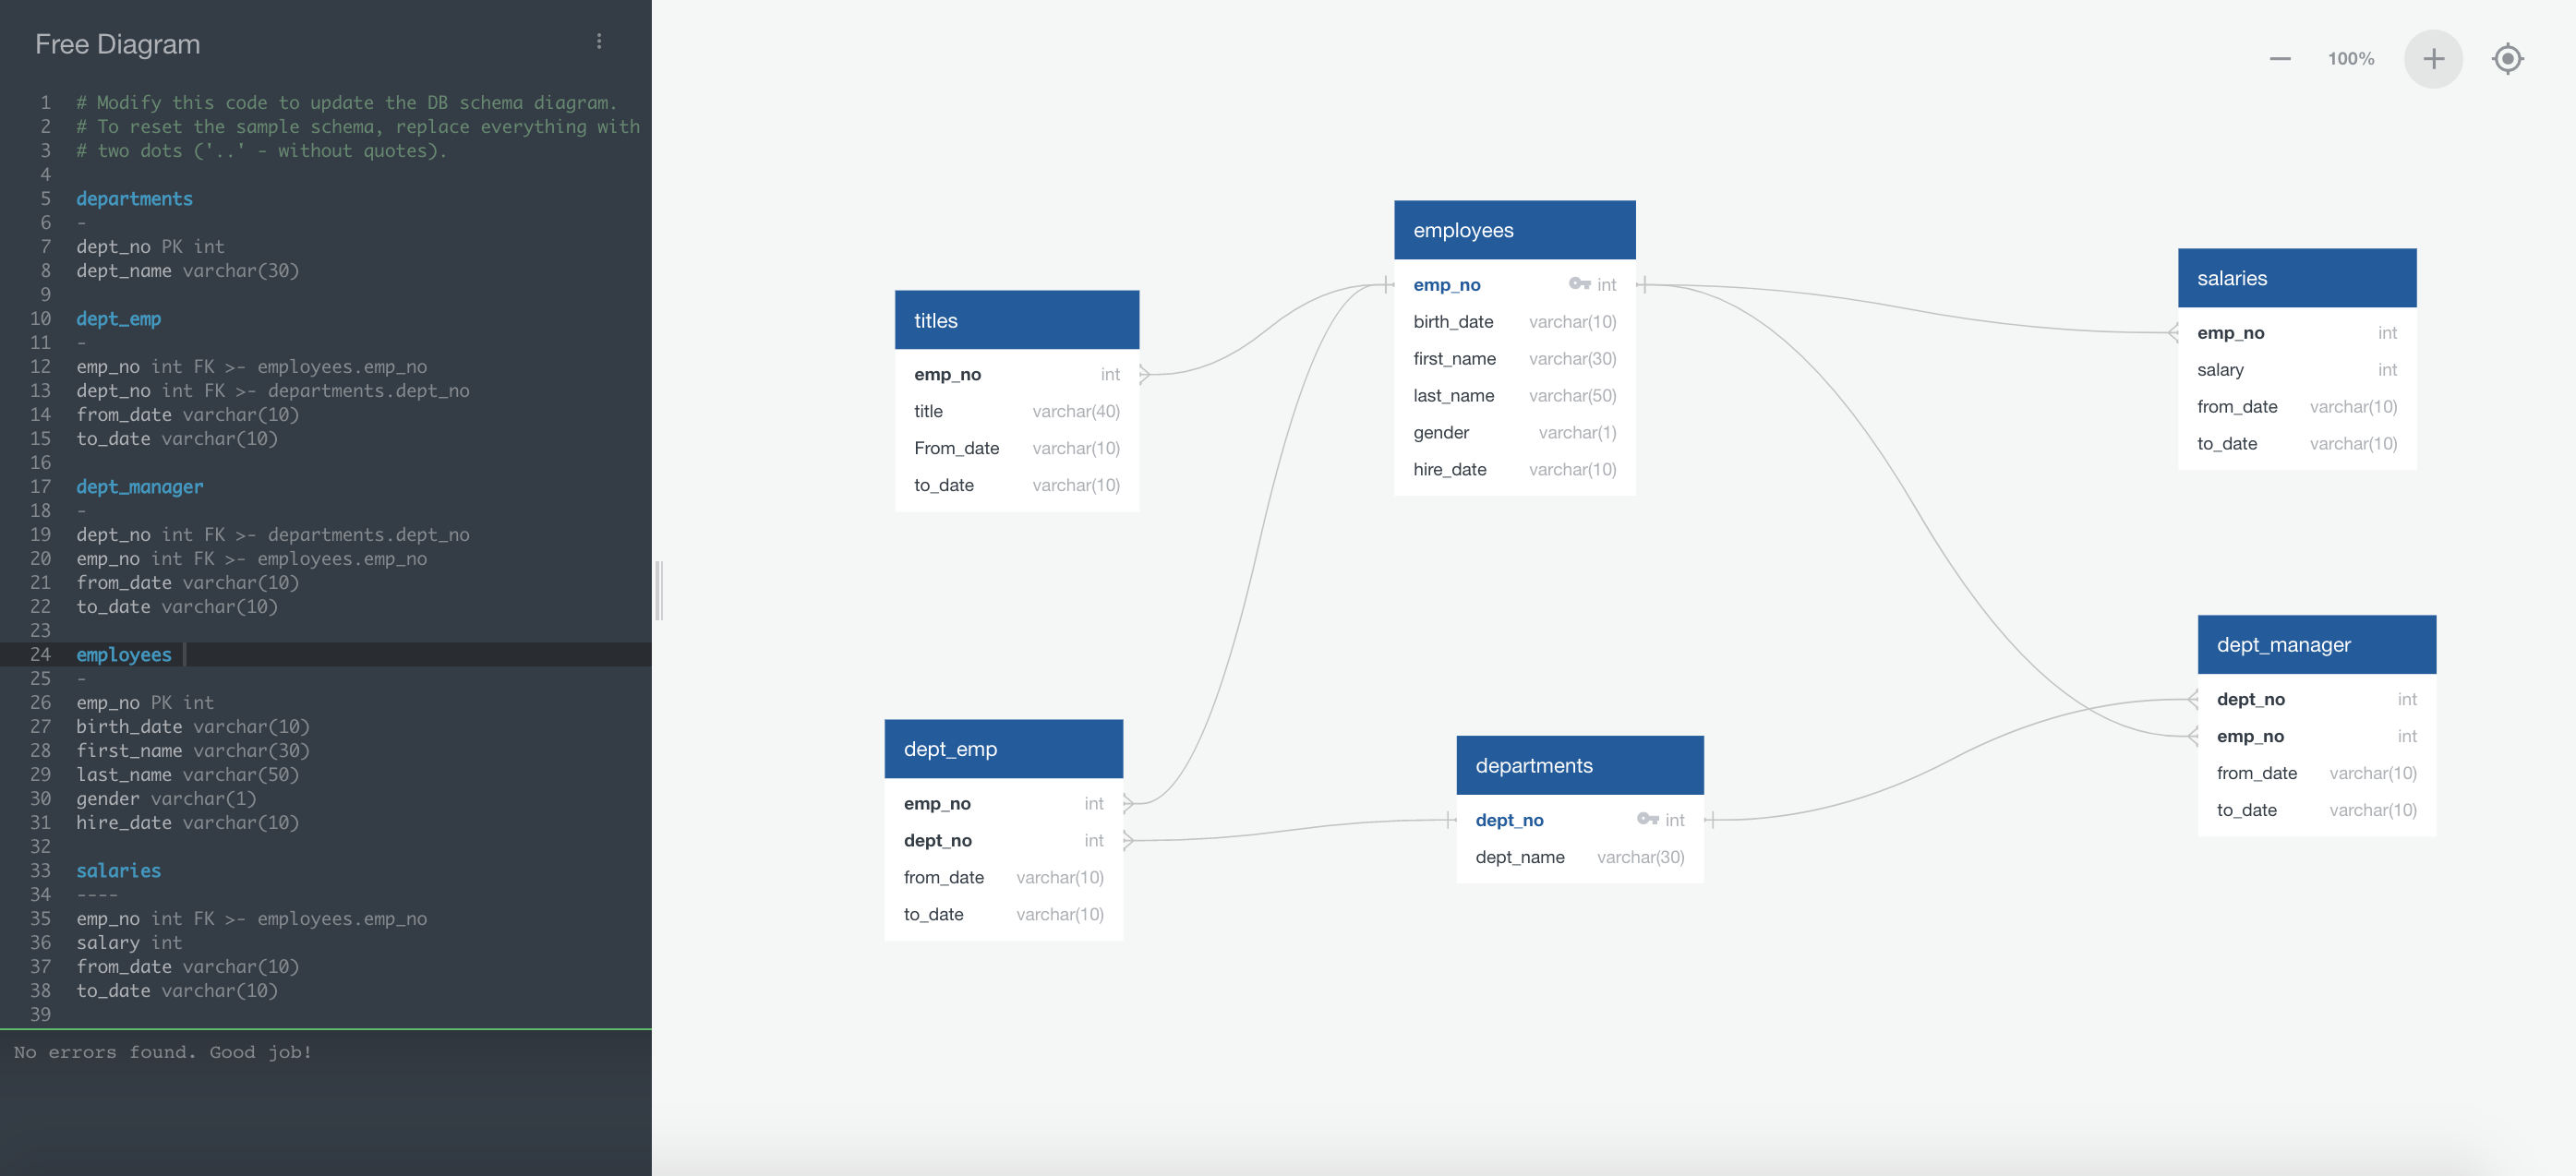 Free Diagram
1 # Modify this code to update the DB schema diagram.
2 # To reset the sample schema, replace everything with
3 # two dots ('..' - without quotes).
4
5 departments
6 -
7 dept_no PK int
8 dept_name varchar(30)
9
10 dept_emp
11 -
12 emp_no int FK >- employees.emp_no
13 dept_no int FK >- departments.dept_no
14 from_date varchar(10)
15 to_date varchar(10)
16
17 dept_manager
18 -
19 dept_no int FK >- departments.dept_no
20 emp_no int FK >- employees.emp_no
21 from_date varchar(10)
22 to_date varchar(10)
23
24 employees
25 -
26 emp_no PK int
27 birth_date varchar(10)
28 first_name varchar(30)
29 last_name varchar(50)
30 gender varchar(1)
31 hire_date varchar(10)
32
33 salaries
34 ----
35 emp_no int FK >- employees.emp_no
36 salary int
37 from_date varchar(10)
38 to_date varchar(10)
39
No errors found. Good job!
100%
titles
emp_no int
title varchar(40)
From_date varchar(10)
to_date varchar(10)
employees
emp_no int
birth_date varchar(10)
first_name varchar(30)
last_name varchar(50)
gender varchar(1)
hire_date varchar(10)
salaries
emp_no int
salary int
from_date varchar(10)
to_date varchar(10)
dept_emp
emp_no int
dept_no int
from_date varchar(10)
to_date varchar(10)
departments
dept_no int
dept_name varchar(30)
dept_manager
dept_no int
emp_no int
from_date varchar(10)
to_date varchar(10)